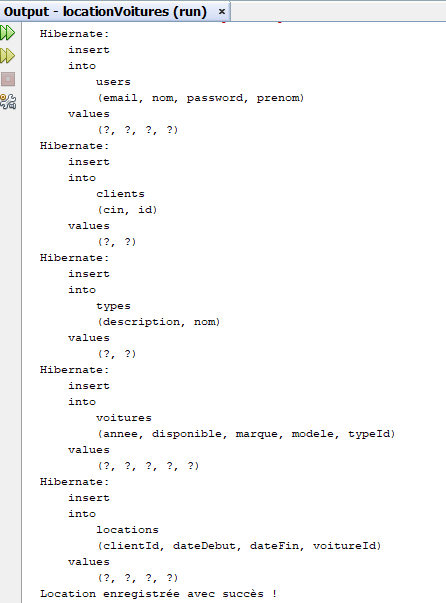 Output - locationVoitures (run) ×
Hibernate:
insert
into
users
(email, nom, password, prenom)
values
(?, ?, ?, ?)
Hibernate:
insert
into
clients
(cin, id)
values
(?, ?)
Hibernate:
insert
into
types
(description, nom)
values
(?, ?)
Hibernate:
insert
into
voitures
(annee, disponible, marque, modele, typeId)
values
(?, ?, ?, ?, ?)
Hibernate:
insert
into
locations
(clientId, dateDebut, dateFin, voitureId)
values
(?, ?, ?, ?)
Location enregistrée avec succès !